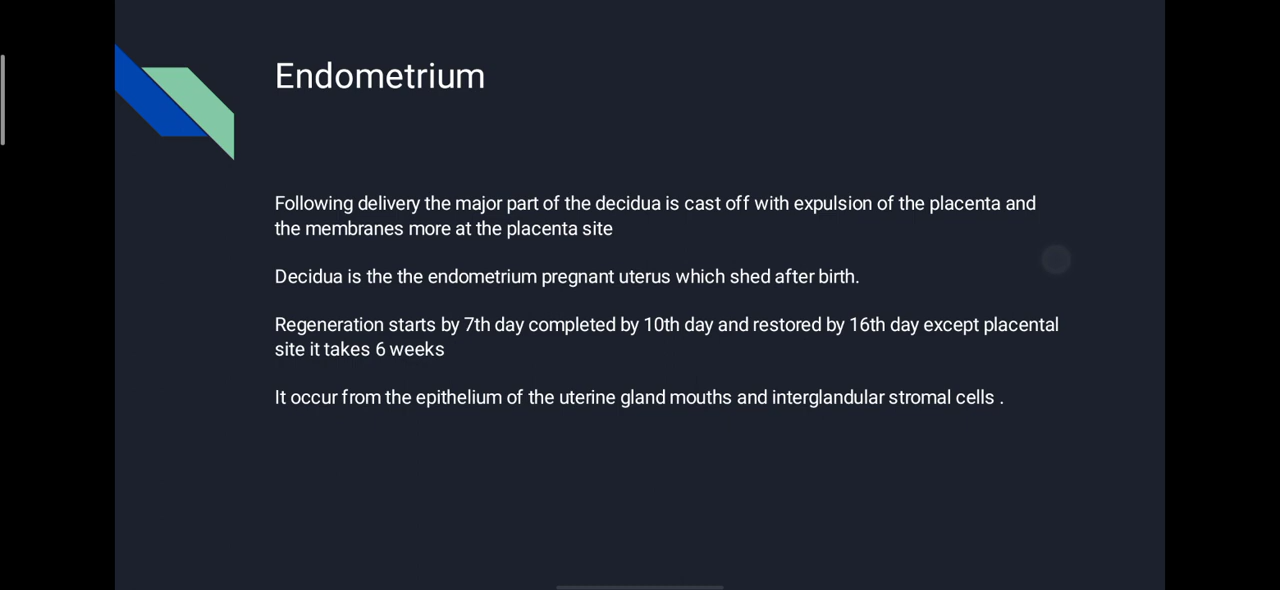 Endometrium
Following delivery the major part of the decidua is cast off with expulsion of the placenta and
the membranes more at the placenta site
Decidua is the the endometrium pregnant uterus which shed after birth.
Regeneration starts by 7th day completed by 10th day and restored by 16th day except placental
site it takes 6 weeks
It occur from the epithelium of the uterine gland mouths and interglandular stromal cells .